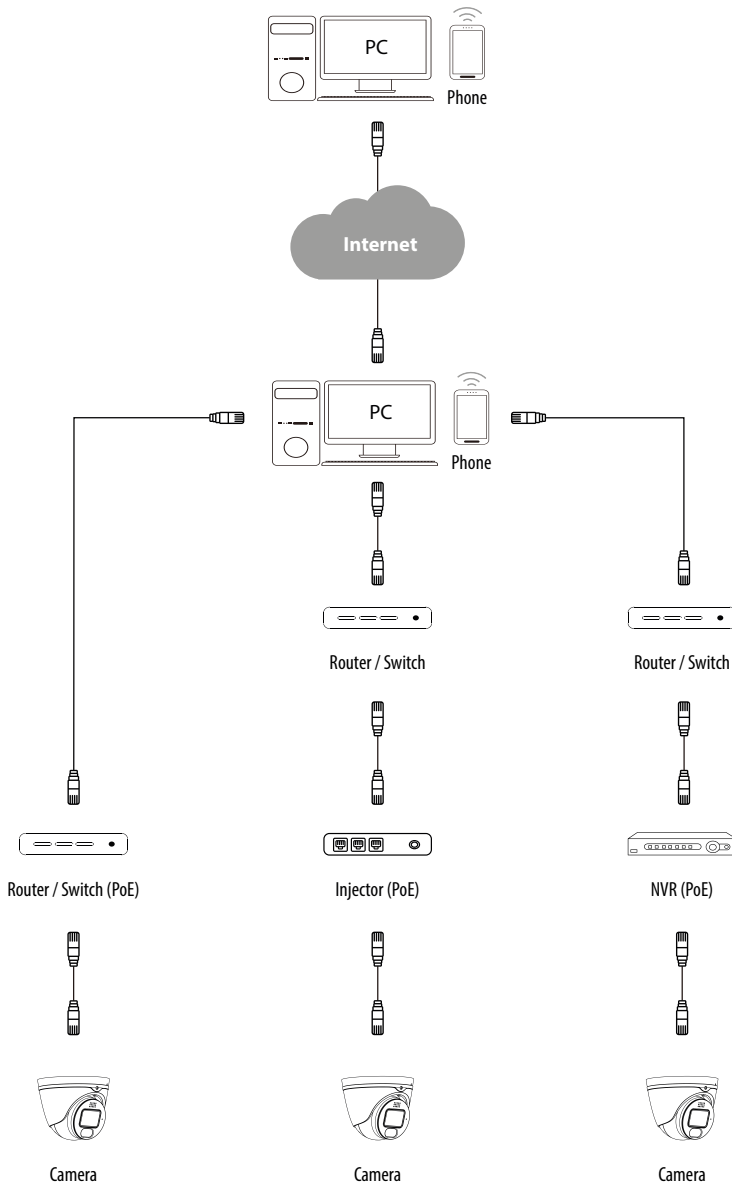 PC
Phone
Internet
PC
Phone
Router / Switch
Router / Switch
Router / Switch (PoE)
Injector (PoE)
NVR (PoE)
Camera
Camera
Camera